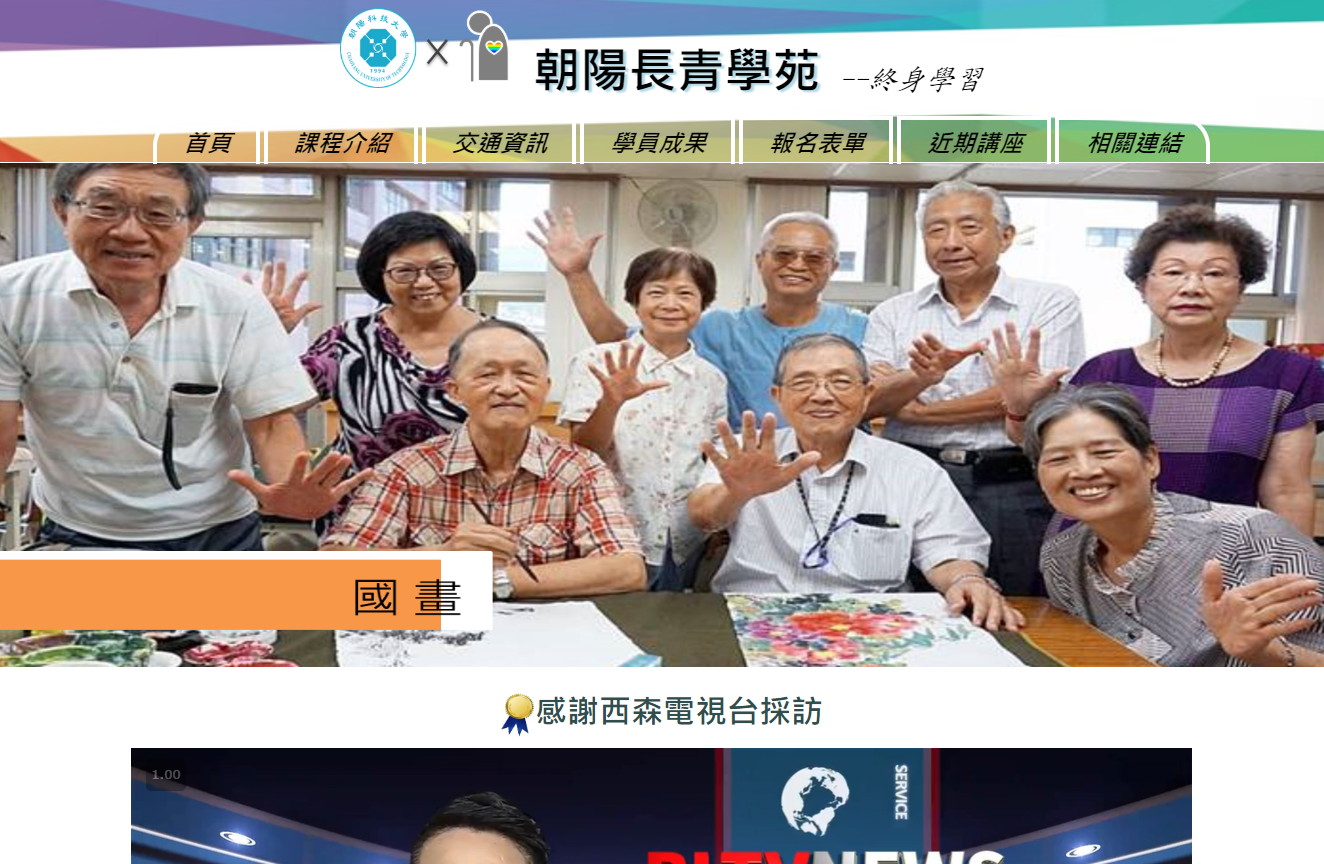 朝陽科技大學
CHAOYANG UNIVERSITY OF TECHNOLOGY
1994
X
朝陽長青學苑 --終身學習
首頁 課程介紹 交通資訊 學員成果 報名表單 近期講座 相關連結
國畫
感謝西森電視台採訪
1.00
SERVICE
NEWS